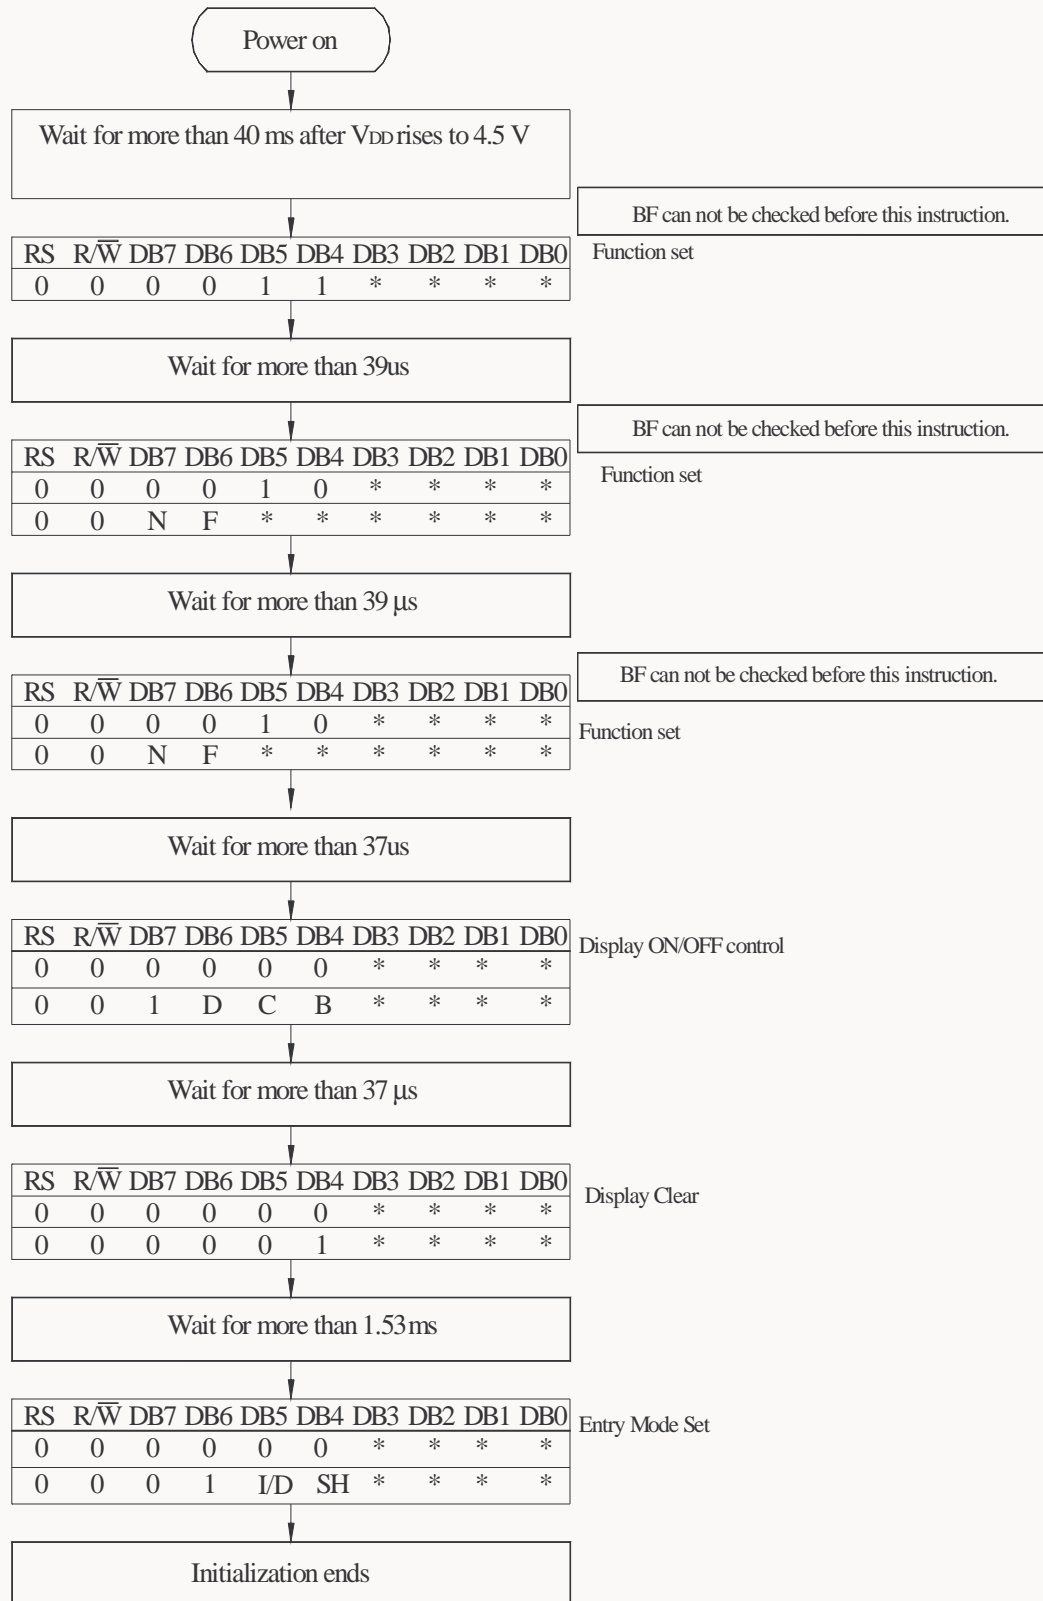 Power on
Wait for more than 40 ms after VDD rises to 4.5 V
BF can not be checked before this instruction.
RS R/W̅ DB7 DB6 DB5 DB4 DB3 DB2 DB1 DB0
Function set
0 0 0 0 1 1 * * * *
Wait for more than 39us
BF can not be checked before this instruction.
RS R/W̅ DB7 DB6 DB5 DB4 DB3 DB2 DB1 DB0
Function set
0 0 0 0 1 0 * * * *
0 0 N F * * * * * *
Wait for more than 39 µs
BF can not be checked before this instruction.
RS R/W̅ DB7 DB6 DB5 DB4 DB3 DB2 DB1 DB0
0 0 0 0 1 0 * * * *
Function set
0 0 N F * * * * * *
Wait for more than 37us
RS R/W̅ DB7 DB6 DB5 DB4 DB3 DB2 DB1 DB0
Display ON/OFF control
0 0 0 0 0 0 * * * *
0 0 1 D C B * * * *
Wait for more than 37 µs
RS R/W̅ DB7 DB6 DB5 DB4 DB3 DB2 DB1 DB0
Display Clear
0 0 0 0 0 0 * * * *
0 0 0 0 0 1 * * * *
Wait for more than 1.53ms
RS R/W̅ DB7 DB6 DB5 DB4 DB3 DB2 DB1 DB0
Entry Mode Set
0 0 0 0 0 0 * * * *
0 0 0 1 I/D SH * * * *
Initialization ends